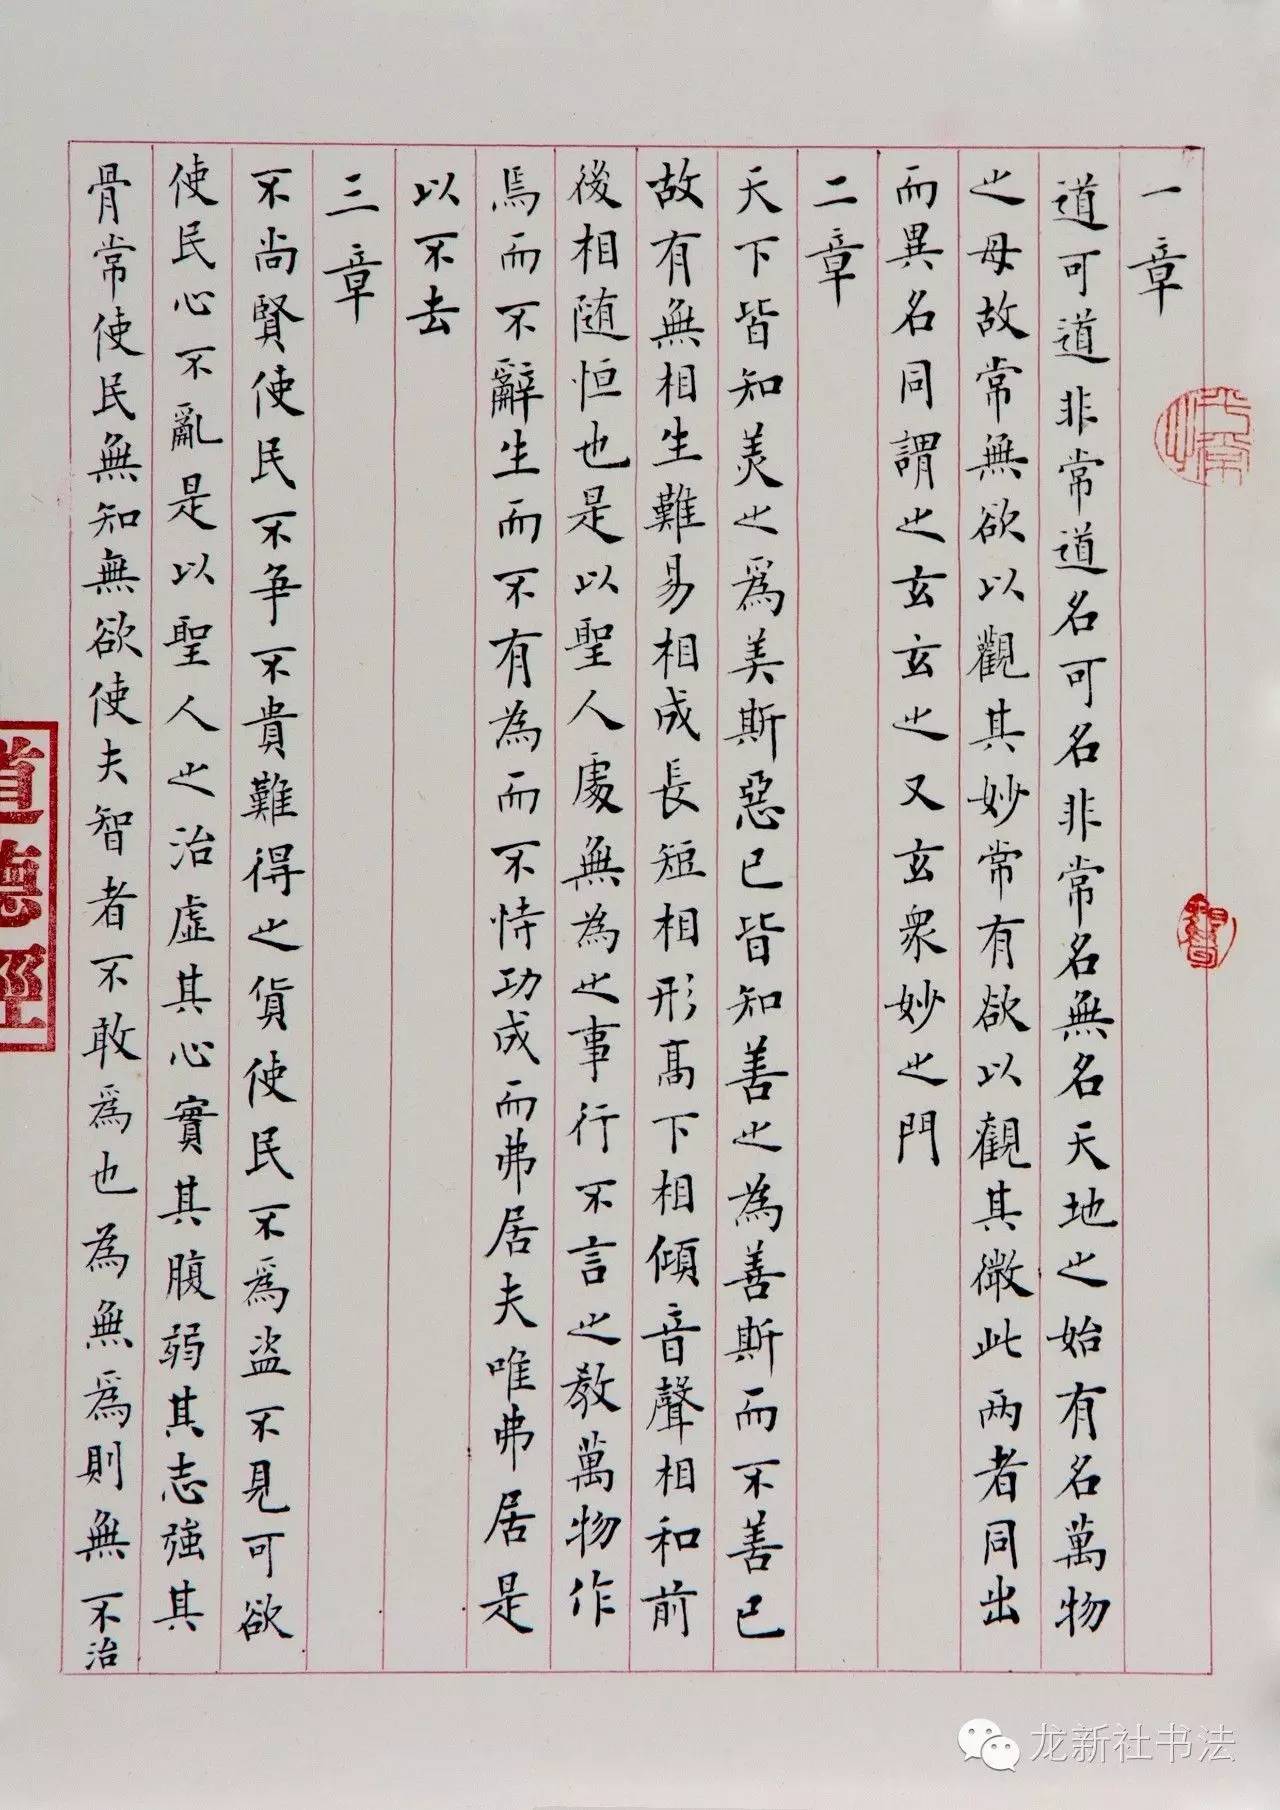 一章
道可道非常道名可名非常名無名天地之始有名萬物
之母故常無欲以觀其妙常有欲以觀其徼此两者同出
而異名同謂之玄玄之又玄衆妙之門
二章
天下皆知美之為美斯惡已皆知善之為善斯而不善已
故有無相生難易相成長短相形高下相傾音聲相和前
後相随恒也是以聖人處無為之事行不言之教萬物作
焉而不辭生而不有為而不恃功成而弗居夫唯弗居是
以不去
三章
不尚賢使民不争不貴難得之貨使民不為盗不見可欲
使民心不亂是以聖人之治虛其心實其腹弱其志強其
骨常使民無知無欲使夫智者不敢為也為無為則無不治
道德經
龙新社书法